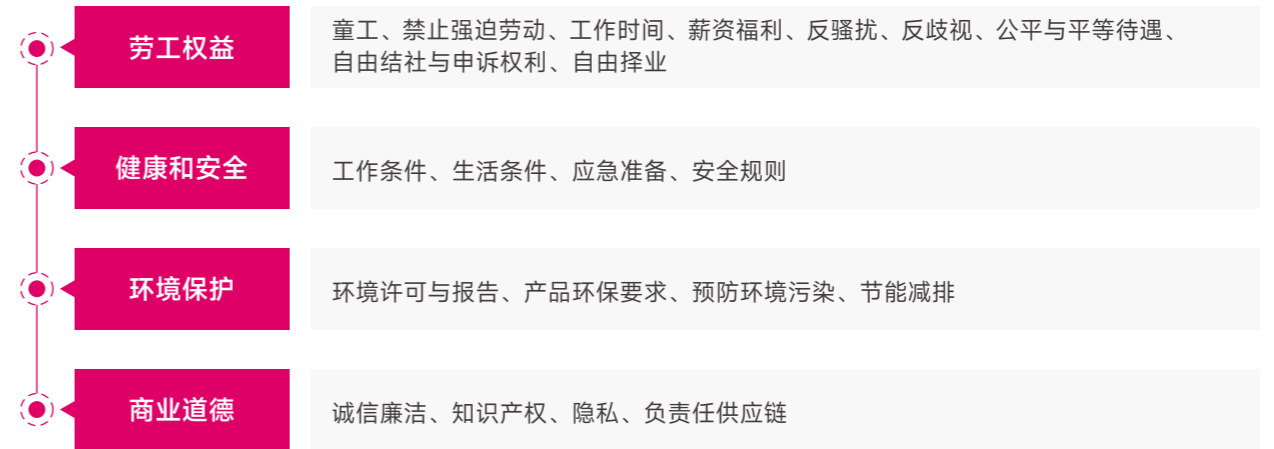 劳工权益
童工、禁止强迫劳动、工作时间、薪资福利、反骚扰、反歧视、公平与平等待遇、
自由结社与申诉权利、自由择业
健康和安全
工作条件、生活条件、应急准备、安全规则
环境保护
环境许可与报告、产品环保要求、预防环境污染、节能减排
商业道德
诚信廉洁、知识产权、隐私、负责任供应链